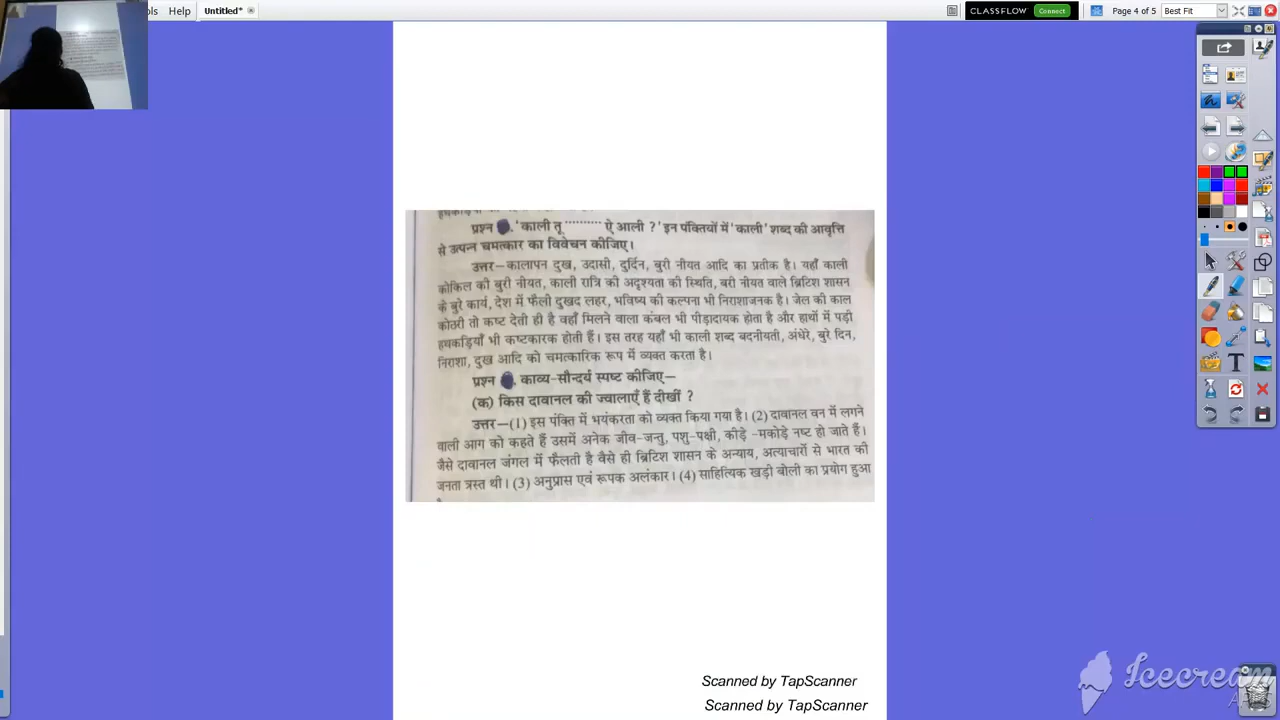 ols Help Untitled*
CLASSFLOW Connect Page 4 of 5 Best Fit
प्रश्न . 'काली तू ·········· ऐ आली ?' इन पंक्तियों में 'काली' शब्द की आवृत्ति
से उत्पन्न चमत्कार का विवेचन कीजिए।
उत्तर—कालापन दुख, उदासी, दुर्दिन, बुरी नीयत आदि का प्रतीक है। यहाँ काली
कोकिल की बुरी नीयत, काली रात्रि की अदृश्यता की स्थिति, बरी नीयत वाले ब्रिटिश शासन
के बुरे कार्य, देश में फैली दुखद लहर, भविष्य की कल्पना भी निराशाजनक है। जेल की काल
कोठरी तो कष्ट देती ही है वहाँ मिलने वाला कंबल भी पीड़ादायक होता है और हाथों में पड़ी
हथकड़ियाँ भी कष्टकारक होती हैं। इस तरह यहाँ भी काली शब्द बदनीयती, अंधेरे, बुरे दिन,
निराशा, दुख आदि को चमत्कारिक रूप में व्यक्त करता है।
प्रश्न . काव्य-सौन्दर्य स्पष्ट कीजिए—
(क) किस दावानल की ज्वालाएँ हैं दीखीं ?
उत्तर—(1) इस पंक्ति में भयंकरता को व्यक्त किया गया है। (2) दावानल वन में लगने
वाली आग को कहते हैं उसमें अनेक जीव-जन्तु, पशु-पक्षी, कीड़े -मकोड़े नष्ट हो जाते हैं।
जैसे दावानल जंगल में फैलती है वैसे ही ब्रिटिश शासन के अन्याय, अत्याचारों से भारत की
जनता त्रस्त थी। (3) अनुप्रास एवं रूपक अलंकार। (4) साहित्यिक खड़ी बोली का प्रयोग हुआ
Scanned by TapScanner
Scanned by TapScanner
Icecream
APPS